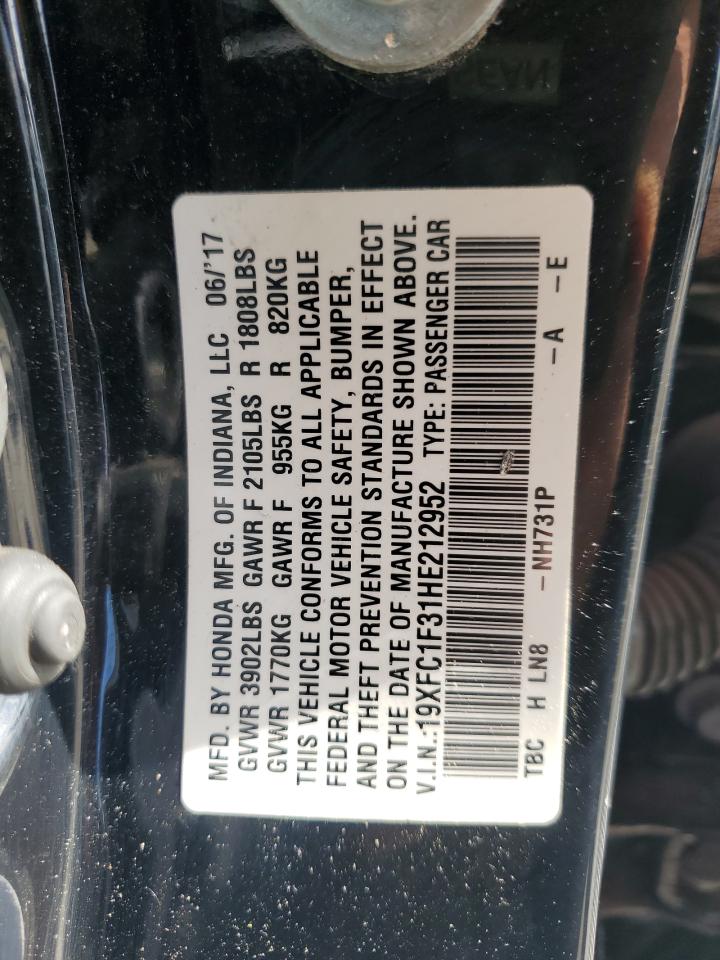 MFD. BY HONDA MFG. OF INDIANA, LLC 06/'17
GVWR 3902LBS GAWR F 2105LBS R 1808LBS
GVWR 1770KG GAWR F 955KG R 820KG
THIS VEHICLE CONFORMS TO ALL APPLICABLE
FEDERAL MOTOR VEHICLE SAFETY, BUMPER,
AND THEFT PREVENTION STANDARDS IN EFFECT
ON THE DATE OF MANUFACTURE SHOWN ABOVE.
V.I.N.:19XFC1F31HE212952 TYPE: PASSENGER CAR
TBC H LN8 -NH731P -A -E